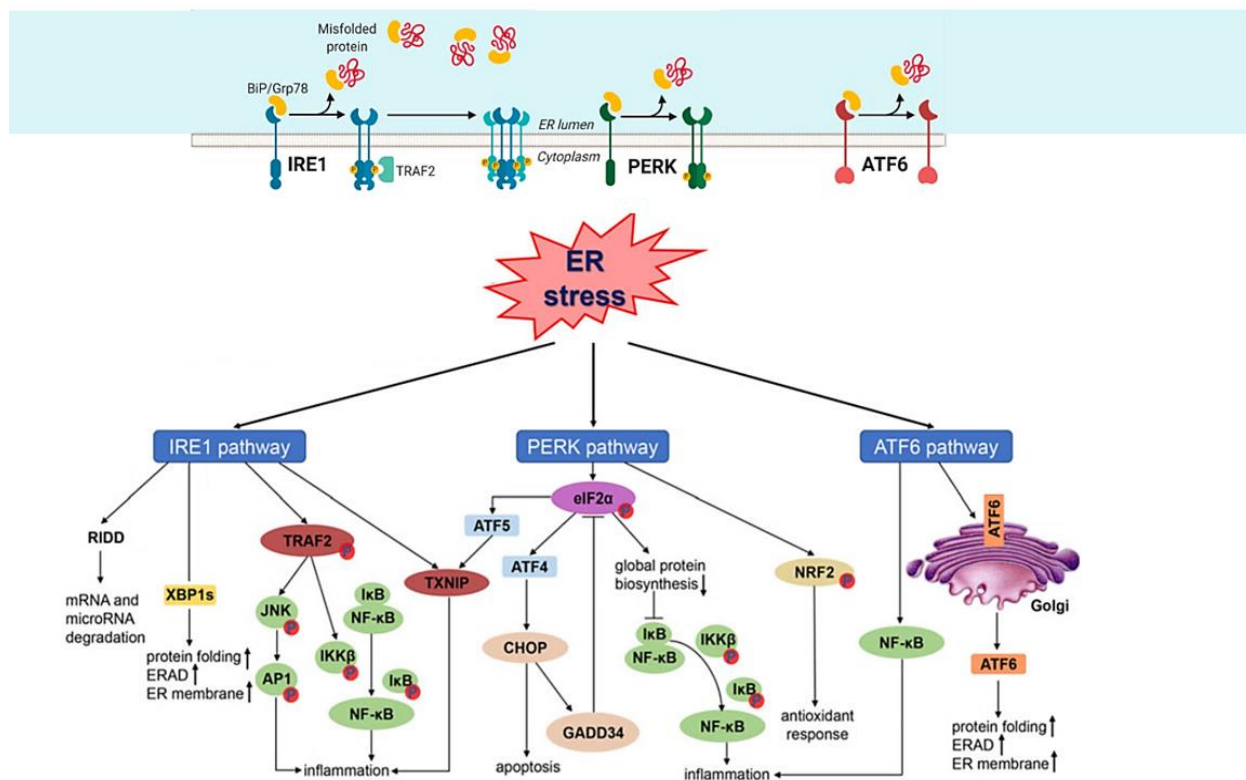 Misfolded
protein
BiP/Grp78
ER lumen
Cytoplasm
IRE1
P
P
TRAF2
P
P
P
P
PERK
P
P
ATF6
ER
stress
IRE1 pathway
PERK pathway
ATF6 pathway
RIDD
mRNA and
microRNA
degradation
XBP1s
protein folding ↑
ERAD ↑
ER membrane ↑
TRAF2
P
JNK
P
AP1
P
IKKβ
P
IκB
NF-κB
IκB
P
NF-κB
TXNIP
inflammation
eIF2α
P
ATF5
ATF4
CHOP
GADD34
apoptosis
global protein
biosynthesis ↓
IκB
NF-κB
IKKβ
P
IκB
P
NF-κB
inflammation
NRF2
P
antioxidant
response
NF-κB
ATF6
Golgi
ATF6
protein folding ↑
ERAD ↑
ER membrane ↑